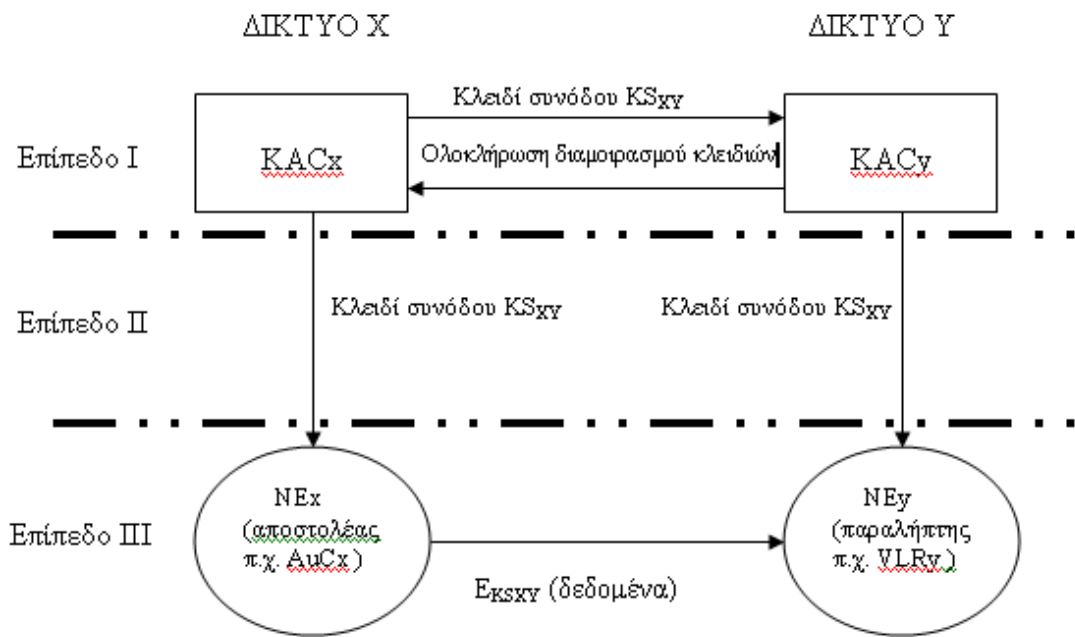 ΔΙΚΤΥΟ Χ
ΔΙΚΤΥΟ Υ
Κλειδί συνόδου KSXY
Επίπεδο Ι
KACx
Ολοκλήρωση διαμοιρασμού κλειδιών
KACy
Επίπεδο ΙΙ
Κλειδί συνόδου KSXY
Κλειδί συνόδου KSXY
Επίπεδο ΙΙΙ
NEx
(αποστολέας
π.χ. AuCx)
NEy
(παραλήπτης
π.χ. VLRy )
EKSXY (δεδομένα)